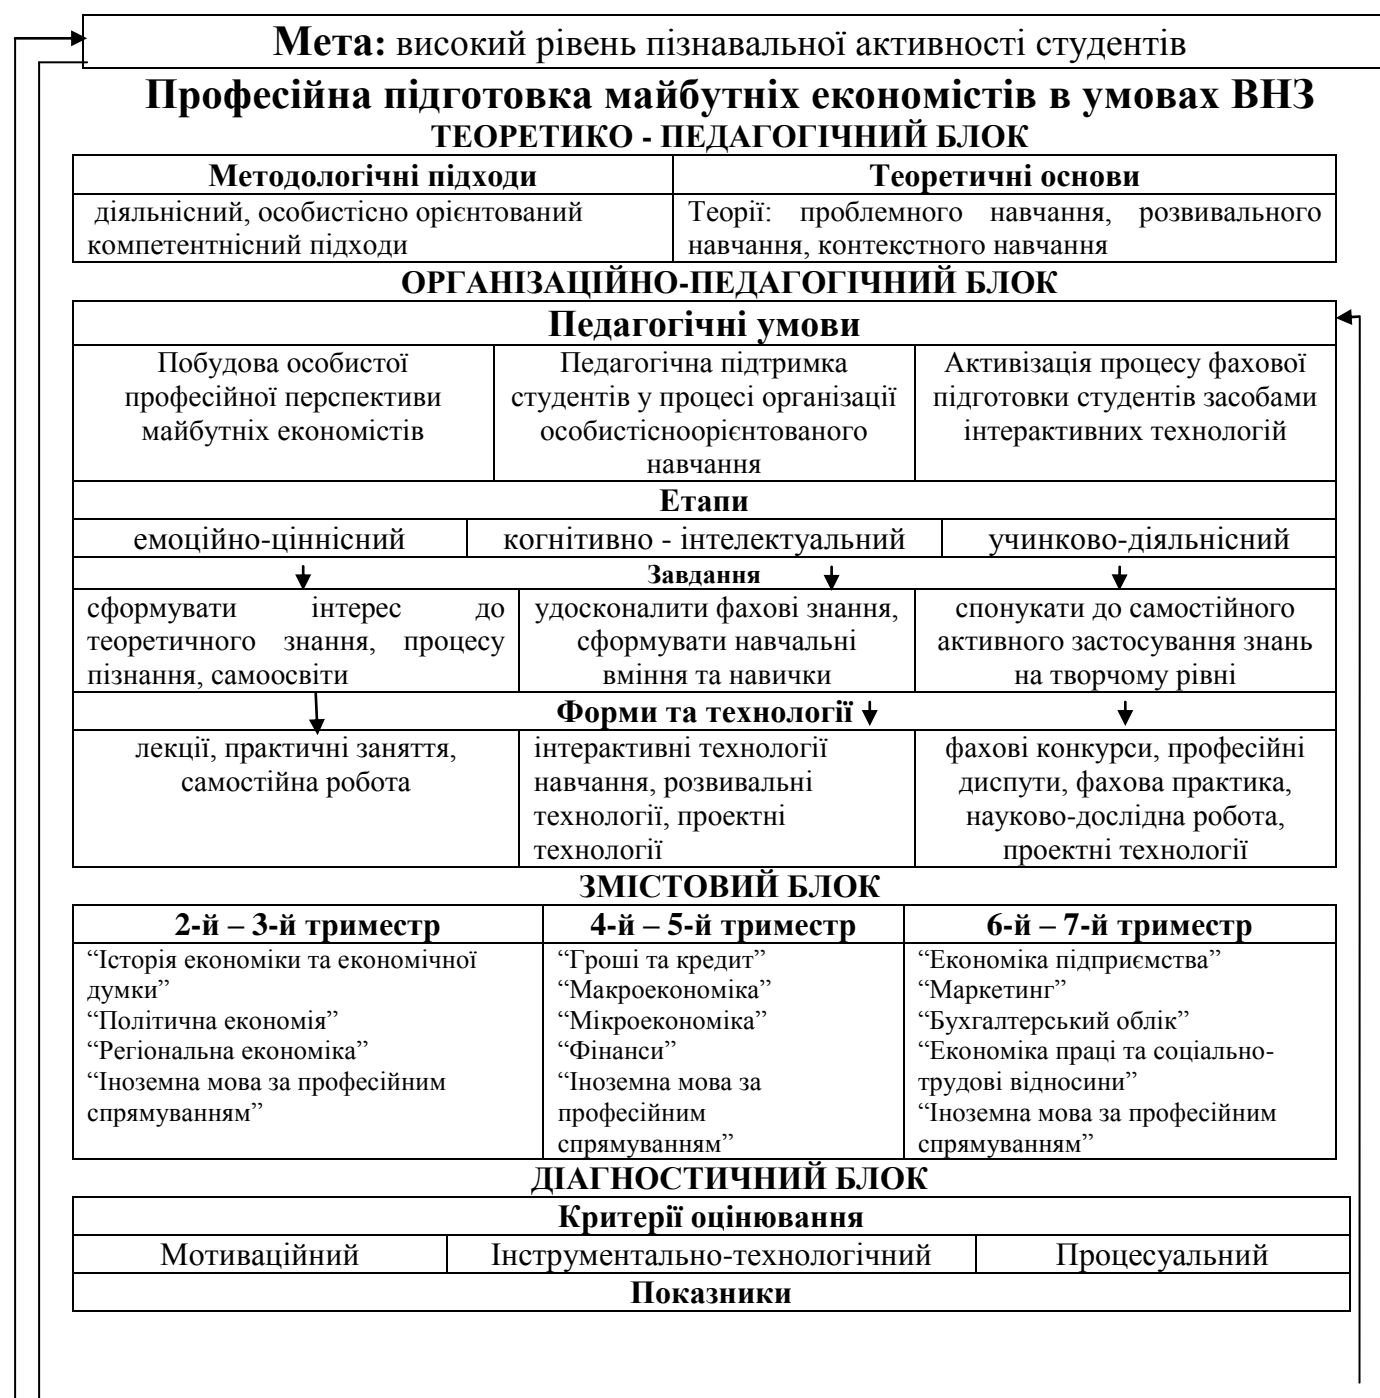 Мета: високий рівень пізнавальної активності студентів
Професійна підготовка майбутніх економістів в умовах ВНЗ
ТЕОРЕТИКО - ПЕДАГОГІЧНИЙ БЛОК
Методологічні підходи
Теоретичні основи
діяльнісний, особистісно орієнтований
компетентнісний підходи
Теорії: проблемного навчання, розвивального
навчання, контекстного навчання
ОРГАНІЗАЦІЙНО-ПЕДАГОГІЧНИЙ БЛОК
Педагогічні умови
Побудова особистої
професійної перспективи
майбутніх економістів
Педагогічна підтримка
студентів у процесі організації
особистісноорієнтованого
навчання
Активізація процесу фахової
підготовки студентів засобами
інтерактивних технологій
Етапи
емоційно-ціннісний
когнітивно - інтелектуальний
учинково-діяльнісний
Завдання
сформувати інтерес до
теоретичного знання, процесу
пізнання, самоосвіти
удосконалити фахові знання,
сформувати навчальні
вміння та навички
спонукати до самостійного
активного застосування знань
на творчому рівні
Форми та технології
лекції, практичні заняття,
самостійна робота
інтерактивні технології
навчання, розвивальні
технології, проектні
технології
фахові конкурси, професійні
диспути, фахова практика,
науково-дослідна робота,
проектні технології
ЗМІСТОВИЙ БЛОК
2-й – 3-й триместр
4-й – 5-й триместр
6-й – 7-й триместр
“Історія економіки та економічної
думки”
“Політична економія”
“Регіональна економіка”
“Іноземна мова за професійним
спрямуванням”
“Гроші та кредит”
“Макроекономіка”
“Мікроекономіка”
“Фінанси”
“Іноземна мова за
професійним
спрямуванням”
“Економіка підприємства”
“Маркетинг”
“Бухгалтерський облік”
“Економіка праці та соціально-
трудові відносини”
“Іноземна мова за професійним
спрямуванням”
ДІАГНОСТИЧНИЙ БЛОК
Критерії оцінювання
Мотиваційний
Інструментально-технологічний
Процесуальний
Показники